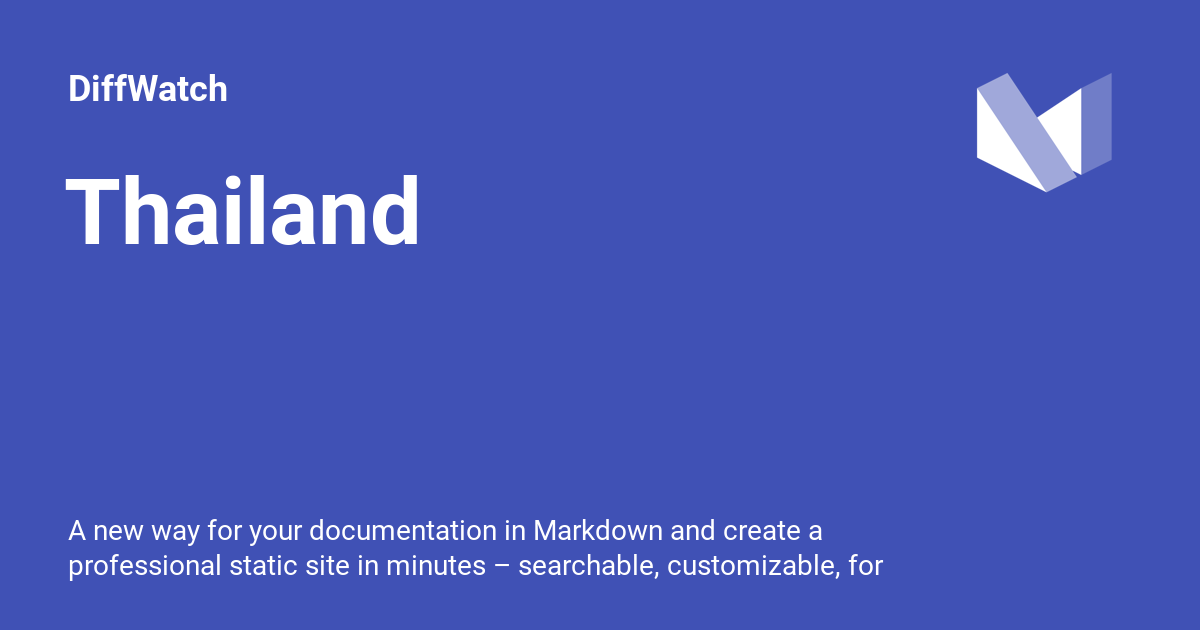 DiffWatch
Thailand
A new way for your documentation in Markdown and create a
professional static site in minutes – searchable, customizable, for